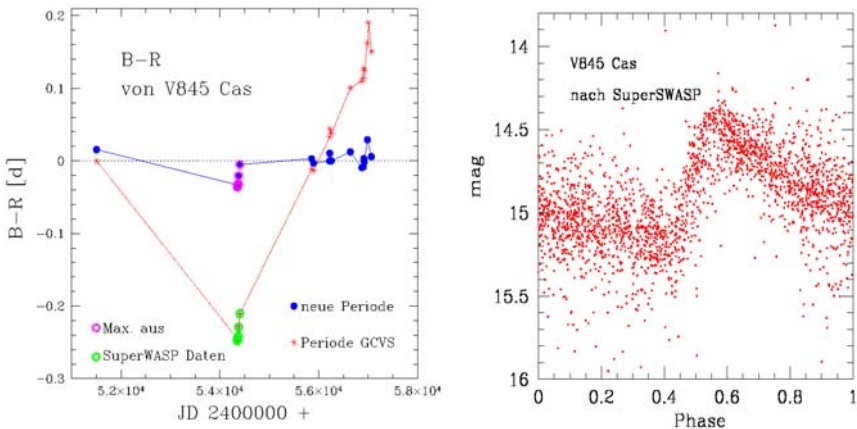 0.2
0.1
0
−0.1
−0.2
−0.3
B−R [d]
B−R
von V845 Cas
Max. aus
SuperWASP Daten
neue Periode
Periode GCVS
5.2×10⁴
5.4×10⁴
5.6×10⁴
5.8×10⁴
JD 2400000 +
14
14.5
15
15.5
16
mag
V845 Cas
nach SuperSWASP
0
0.2
0.4
0.6
0.8
1
Phase